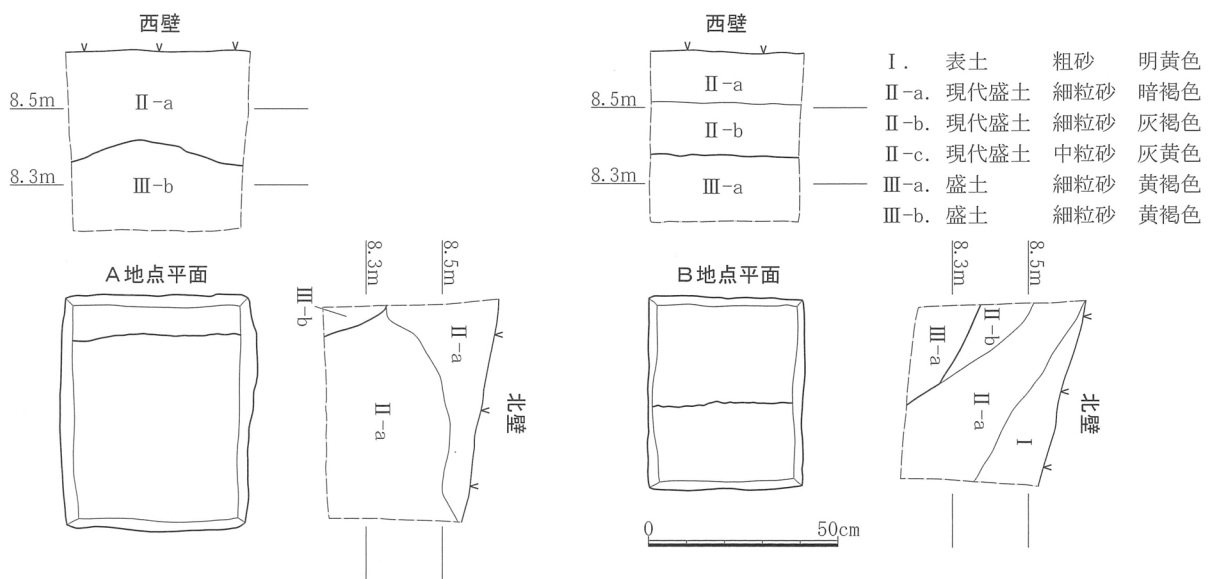 西壁
8.5m
Ⅱ-a
8.3m
Ⅲ-b
西壁
8.5m
Ⅱ-a
Ⅱ-b
8.3m
Ⅲ-a
Ⅰ. 表土 粗砂 明黄色
Ⅱ-a. 現代盛土 細粒砂 暗褐色
Ⅱ-b. 現代盛土 細粒砂 灰褐色
Ⅱ-c. 現代盛土 中粒砂 灰黄色
Ⅲ-a. 盛土 細粒砂 黄褐色
Ⅲ-b. 盛土 細粒砂 黄褐色
A地点平面
8.3m
8.5m
Ⅲ-b
Ⅱ-a
Ⅱ-a
北壁
B地点平面
8.3m
8.5m
Ⅲ-a
Ⅱ-b
Ⅱ-a
Ⅰ
北壁
0 50cm